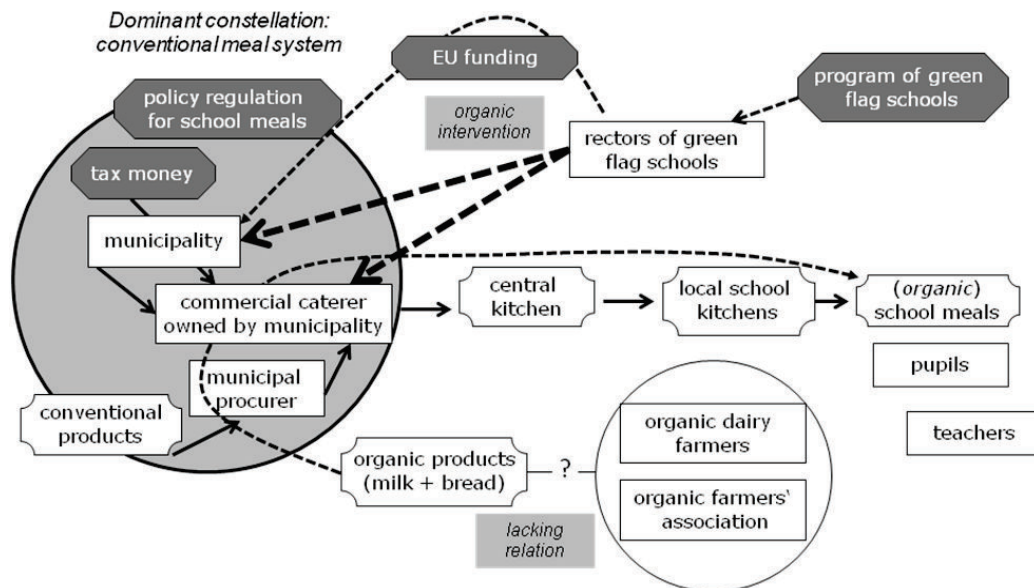 Dominant constellation:
conventional meal system
EU funding
program of green
flag schools
policy regulation
for school meals
organic
intervention
rectors of green
flag schools
tax money
municipality
commercial caterer
owned by municipality
central
kitchen
local school
kitchens
(organic)
school meals
municipal
procurer
pupils
conventional
products
organic dairy
farmers
teachers
organic products
(milk + bread)
?
organic farmers‘
association
lacking
relation